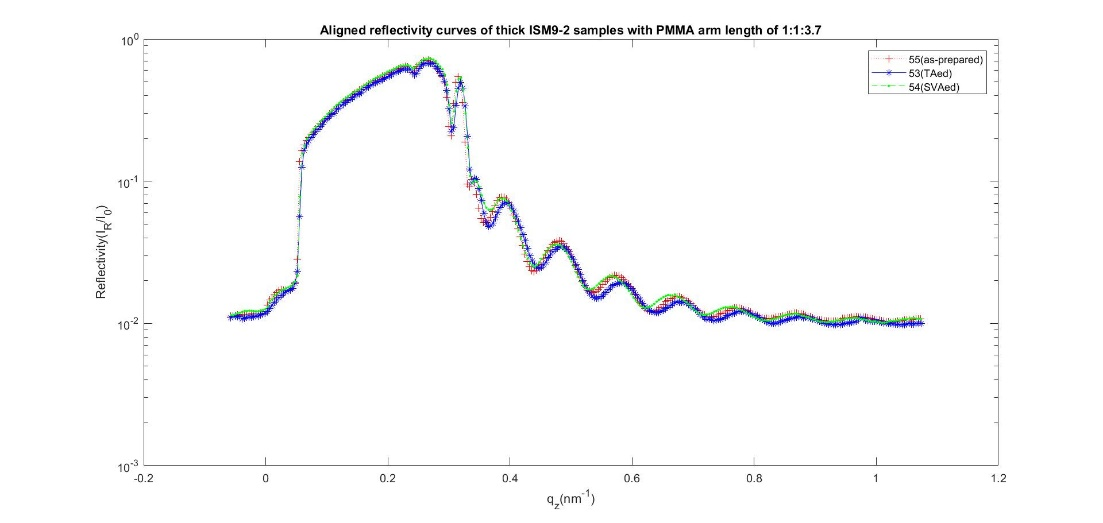 Aligned reflectivity curves of thick ISM9-2 samples with PMMA arm length of 1:1:3.7
55(as-prepared)
53(TAed)
54(SVAed)
10^0
10^-1
10^-2
10^-3
Reflectivity(I_R/I_0)
-0.2 0 0.2 0.4 0.6 0.8 1 1.2
q_z(nm^-1)